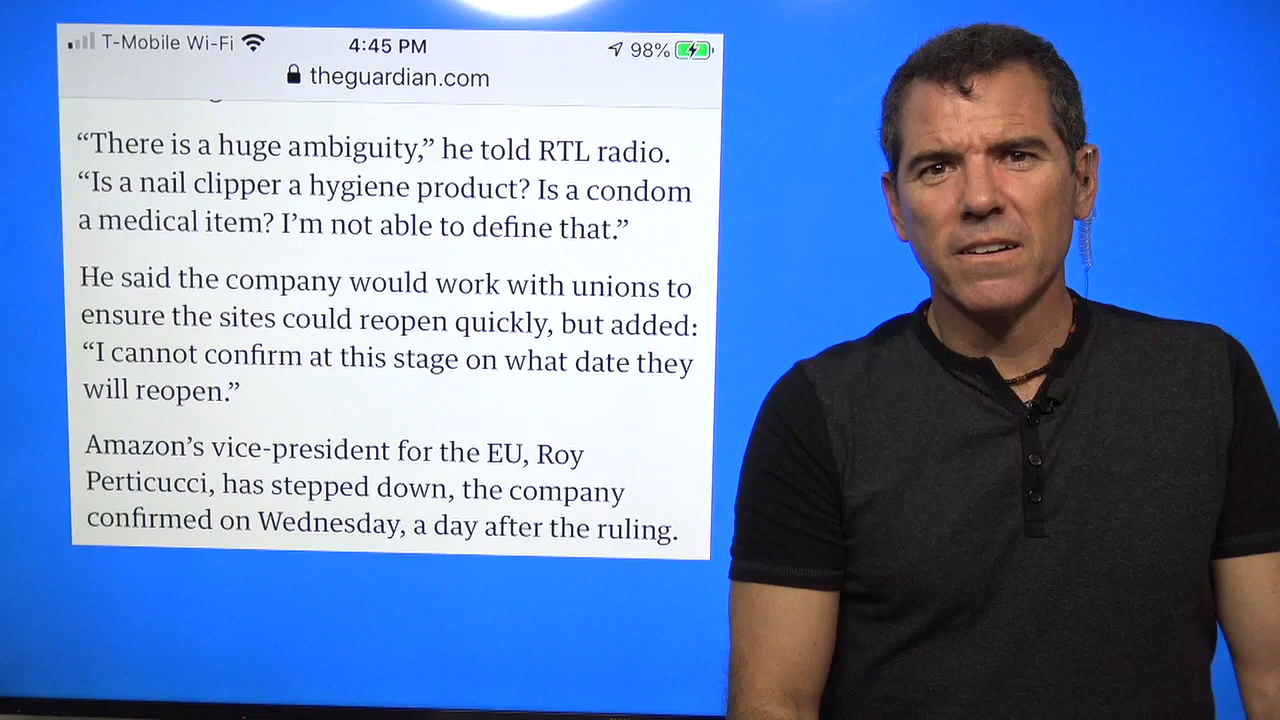 T-Mobile Wi-Fi 4:45 PM 98%
theguardian.com
“There is a huge ambiguity,” he told RTL radio.
“Is a nail clipper a hygiene product? Is a condom
a medical item? I’m not able to define that.”
He said the company would work with unions to
ensure the sites could reopen quickly, but added:
“I cannot confirm at this stage on what date they
will reopen.”
Amazon’s vice-president for the EU, Roy
Perticucci, has stepped down, the company
confirmed on Wednesday, a day after the ruling.